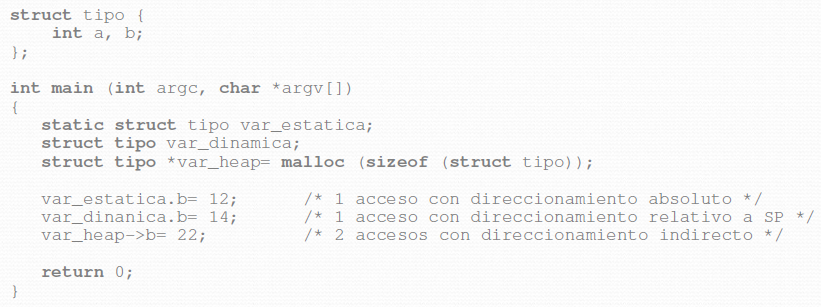 struct tipo {
    int a, b;
};

int main (int argc, char *argv[])
{
   static struct tipo var_estatica;
   struct tipo var_dinamica;
   struct tipo *var_heap= malloc (sizeof (struct tipo));

   var_estatica.b= 12;       /* 1 acceso con direccionamiento absoluto */
   var_dinanica.b= 14;       /* 1 acceso con direccionamiento relativo a SP */
   var_heap->b= 22;          /* 2 accesos con direccionamiento indirecto */

   return 0;
}